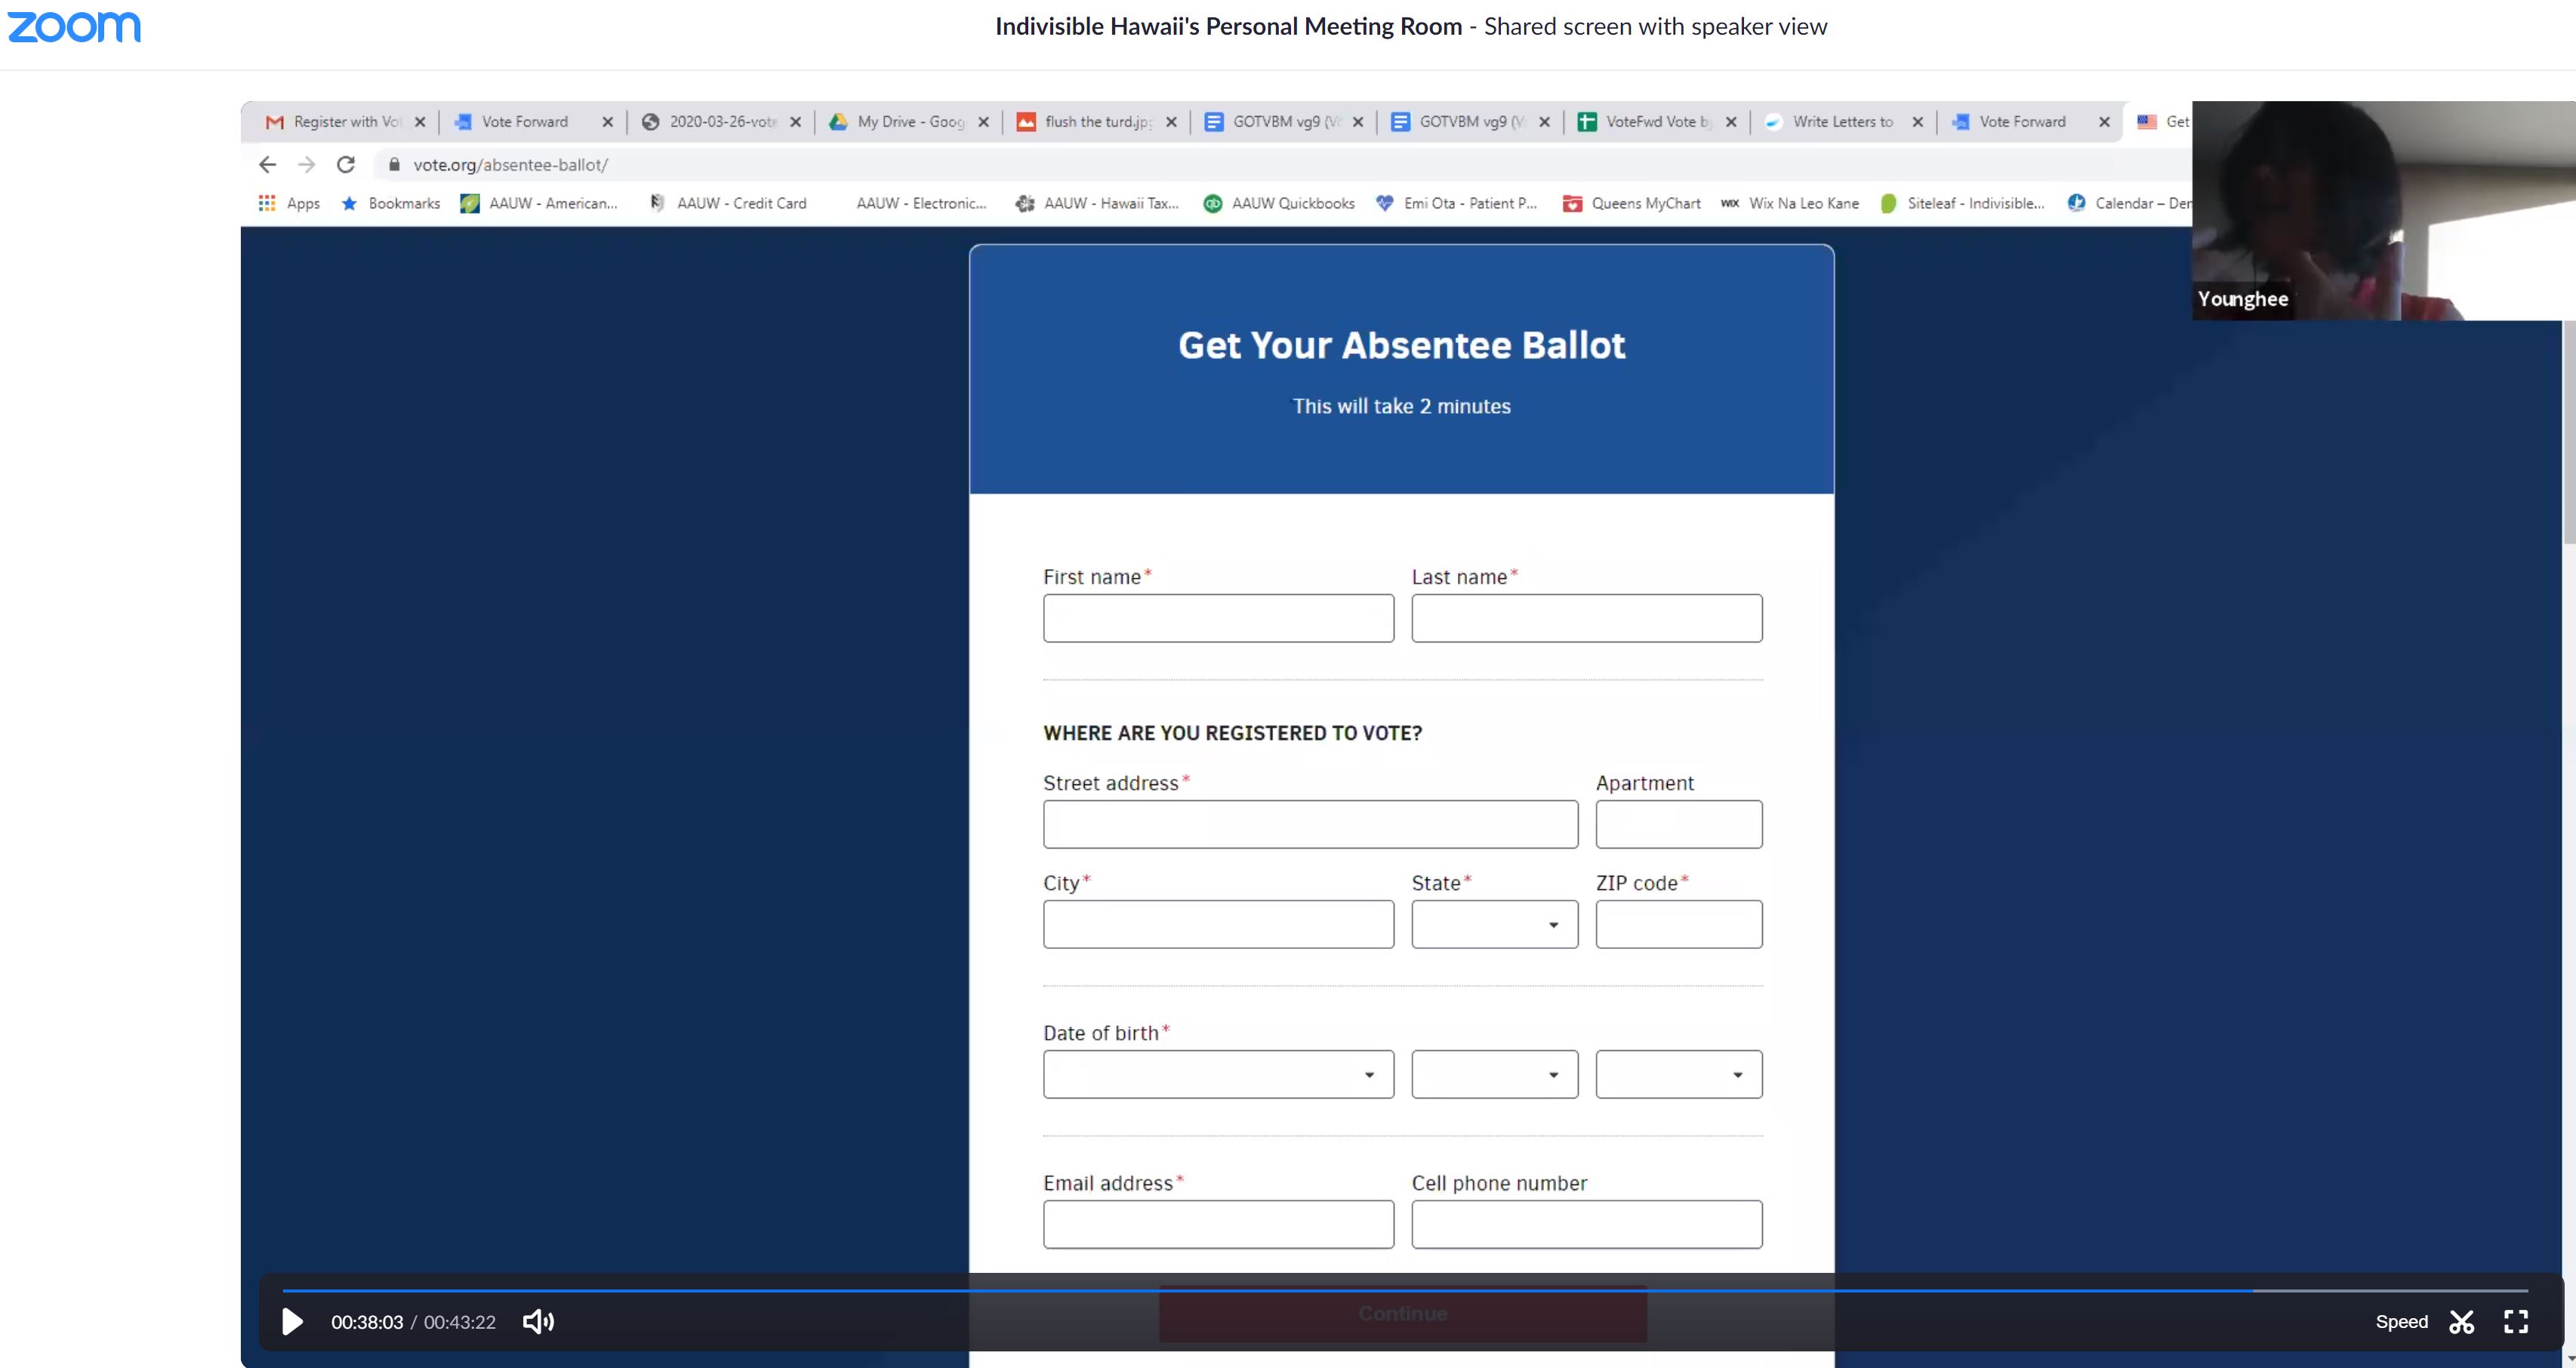 zoom
Indivisible Hawaii's Personal Meeting Room - Shared screen with speaker view
Register with Vo Vote Forward 2020-03-26-vote My Drive - Goog flush the turd.jp GOTVBM vg9 (V GOTVBM vg9 (V VoteFwd Vote b Write Letters to Vote Forward Get
vote.org/absentee-ballot/
Apps Bookmarks AAUW - American... AAUW - Credit Card AAUW - Electronic... AAUW - Hawaii Tax... AAUW Quickbooks Emi Ota - Patient P... Queens MyChart WIX Wix Na Leo Kane Siteleaf - Indivisible... Calendar – Der
Younghee
Get Your Absentee Ballot
This will take 2 minutes
First name* Last name*
WHERE ARE YOU REGISTERED TO VOTE?
Street address* Apartment
City* State* ZIP code*
Date of birth*
Email address* Cell phone number
Continue
00:38:03 / 00:43:22 Speed